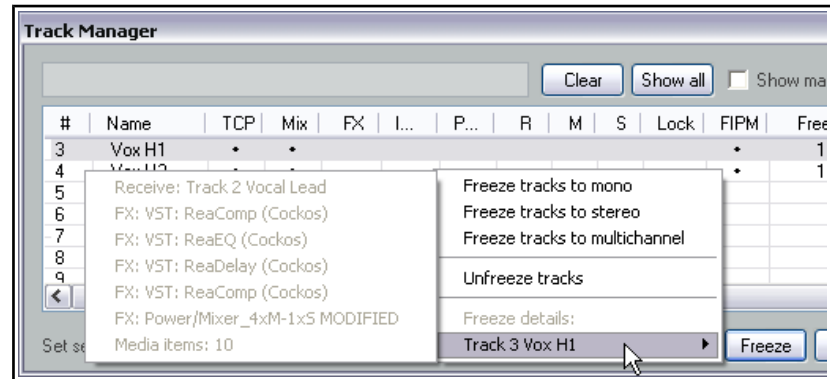 Track Manager
Clear Show all Show ma
# Name TCP Mix FX I... P... R M S Lock FIPM Free
3 Vox H1 • • • 1
4 • 1
5
6
7
8
9
Receive: Track 2 Vocal Lead
FX: VST: ReaComp (Cockos)
FX: VST: ReaEQ (Cockos)
FX: VST: ReaDelay (Cockos)
FX: VST: ReaComp (Cockos)
FX: Power/Mixer_4xM-1xS MODIFIED
Media items: 10
Freeze tracks to mono
Freeze tracks to stereo
Freeze tracks to multichannel
Unfreeze tracks
Freeze details:
Track 3 Vox H1
Set se
Freeze